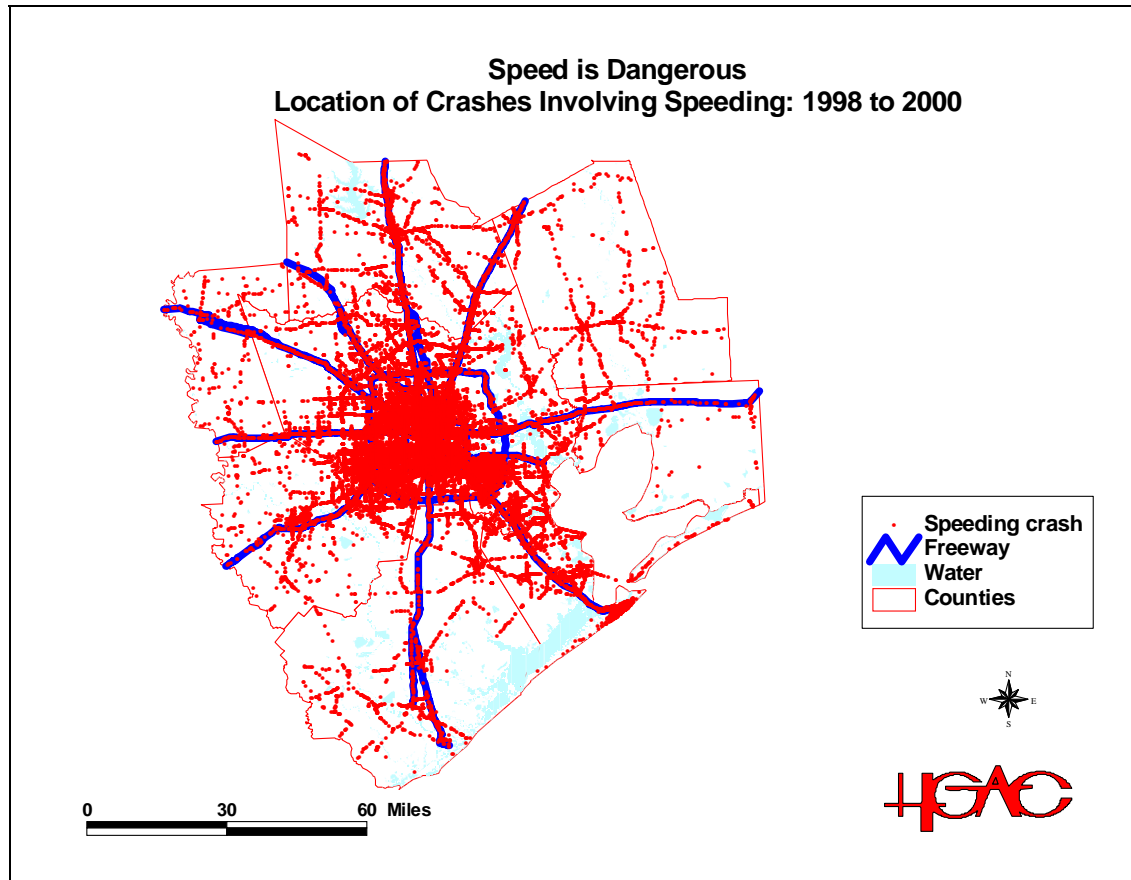 Speed is Dangerous
Location of Crashes Involving Speeding: 1998 to 2000
Speeding crash
Freeway
Water
Counties
N
W E
S
HGAC
0 30 60 Miles